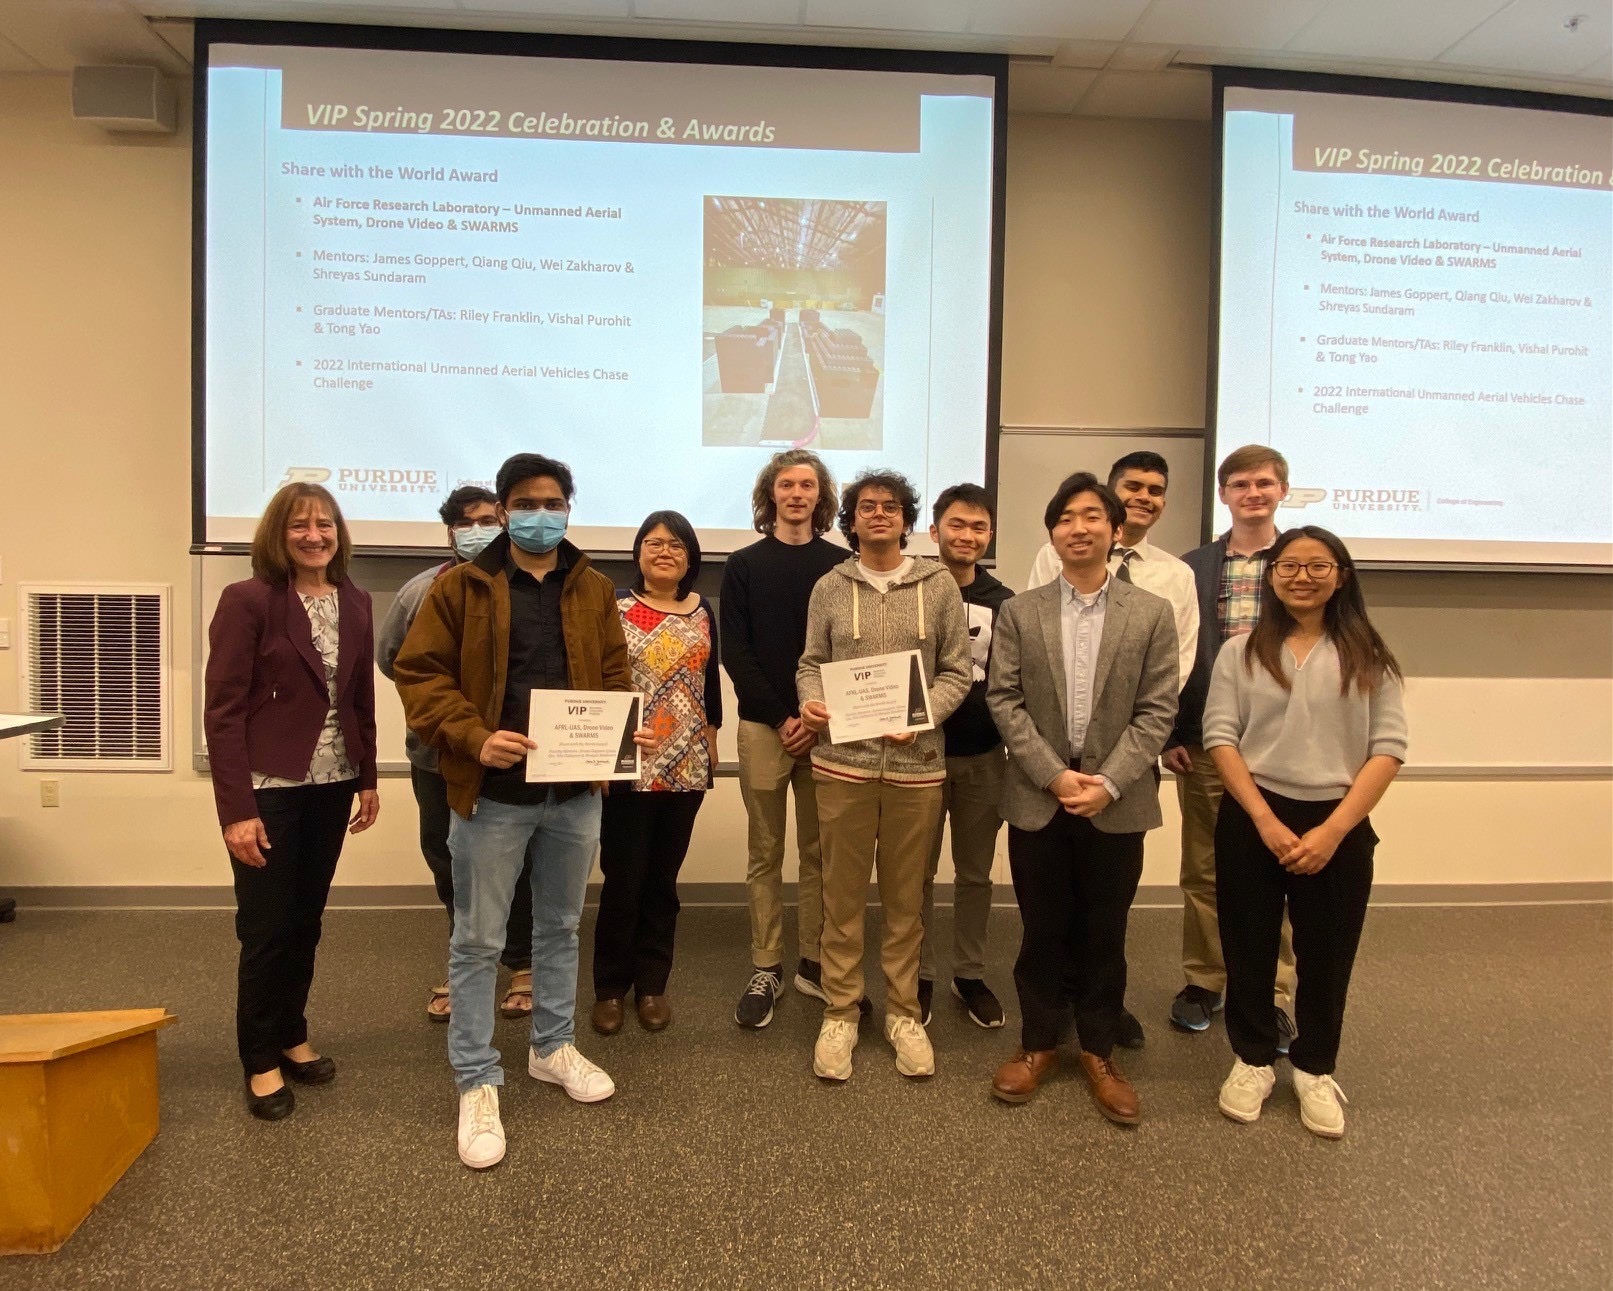 VIP Spring 2022 Celebration & Awards
Share with the World Award
▪ Air Force Research Laboratory – Unmanned Aerial
System, Drone Video & SWARMS
▪ Mentors: James Goppert, Qiang Qiu, Wei Zakharov &
Shreyas Sundaram
▪ Graduate Mentors/TAs: Riley Franklin, Vishal Purohit
& Tong Yao
▪ 2022 International Unmanned Aerial Vehicles Chase
Challenge
PURDUE
UNIVERSITY
VIP Spring 2022 Celebration &
Share with the World Award
▪ Air Force Research Laboratory – Unmanned Aerial
System, Drone Video & SWARMS
▪ Mentors: James Goppert, Qiang Qiu, Wei Zakharov &
Shreyas Sundaram
▪ Graduate Mentors/TAs: Riley Franklin, Vishal Purohit
& Tong Yao
▪ 2022 International Unmanned Aerial Vehicles Chase
Challenge
PURDUE
UNIVERSITY
College of Engineering
PURDUE UNIVERSITY
VIP
AFRL-UAS, Drone Video
& SWARMS
PURDUE UNIVERSITY
VIP
AFRL-UAS, Drone Video
& SWARMS